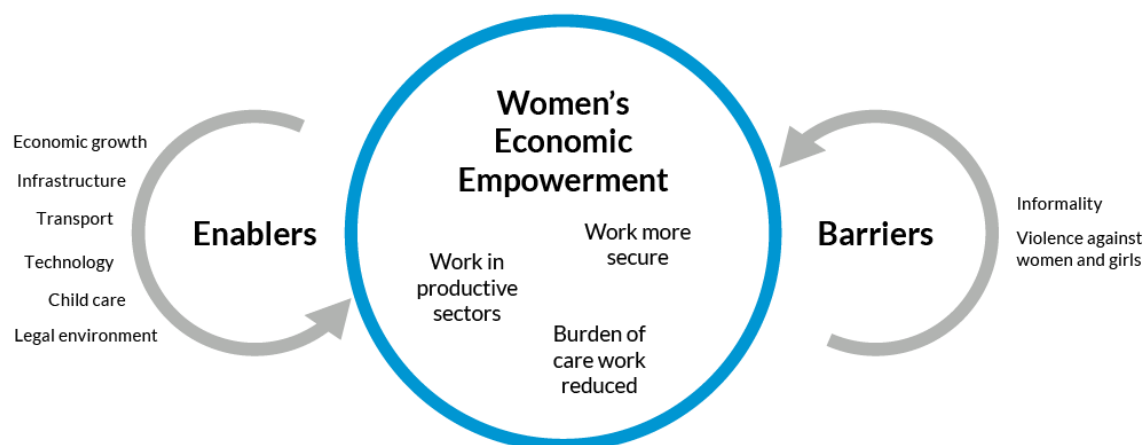 Women's
Economic
Empowerment
Economic growth
Infrastructure
Transport
Technology
Child care
Legal environment
Enablers
Work more
secure
Work in
productive
sectors
Burden of
care work
reduced
Barriers
Informality
Violence against
women and girls